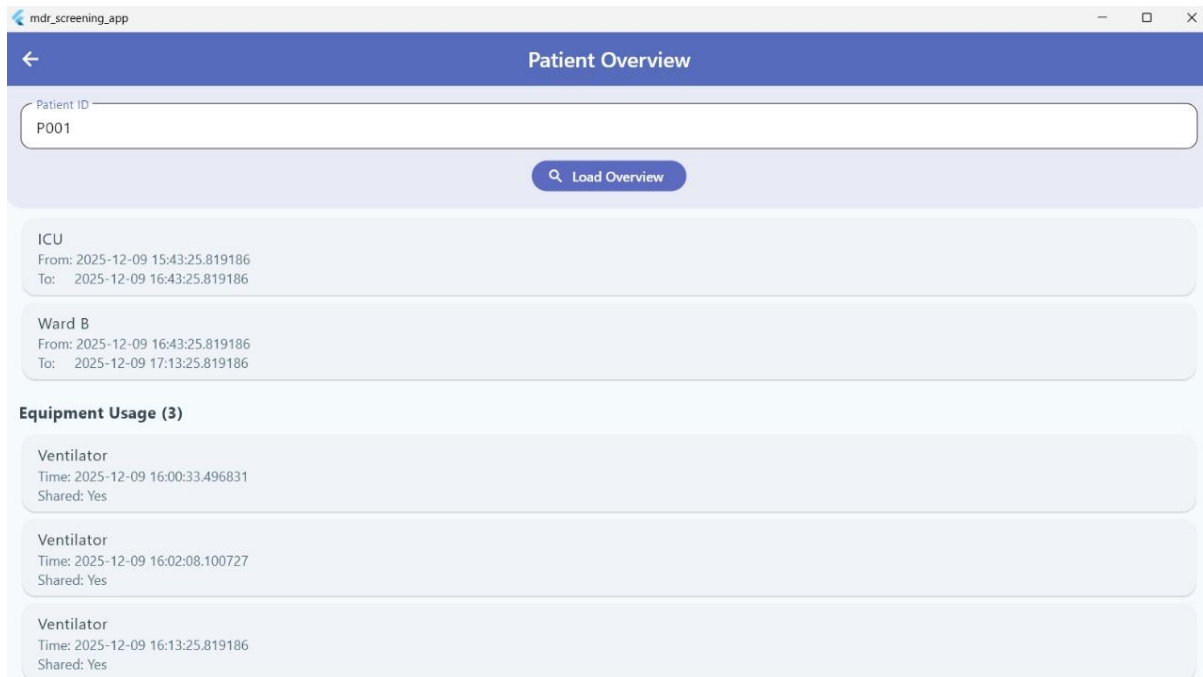 mdr_screening_app
Patient Overview
Patient ID
P001
Load Overview
ICU
From: 2025-12-09 15:43:25.819186
To: 2025-12-09 16:43:25.819186
Ward B
From: 2025-12-09 16:43:25.819186
To: 2025-12-09 17:13:25.819186
Equipment Usage (3)
Ventilator
Time: 2025-12-09 16:00:33.496831
Shared: Yes
Ventilator
Time: 2025-12-09 16:02:08.100727
Shared: Yes
Ventilator
Time: 2025-12-09 16:13:25.819186
Shared: Yes